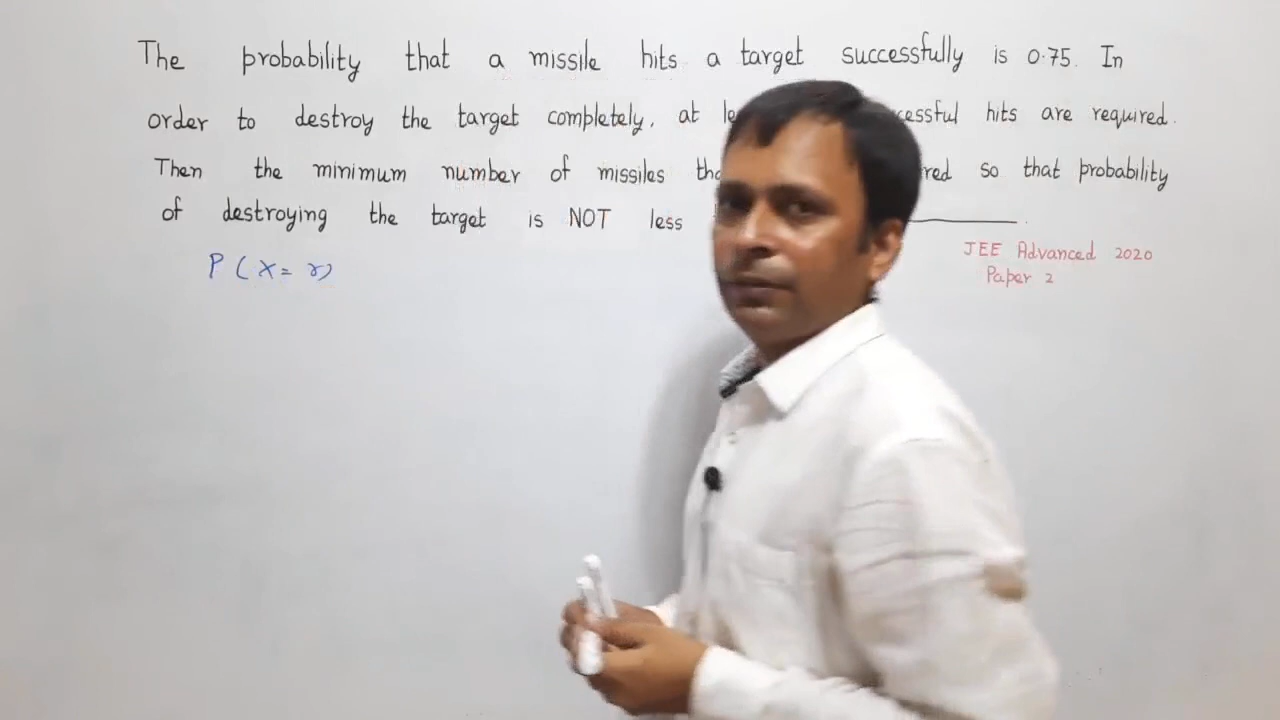 The probability that a missile hits a target successfully is 0.75. In
order to destroy the target completely, at hits are required.
Then the minimum number of missiles so that probability
of destroying the target is NOT less
JEE Advanced 2020
P(X=r)
Paper 2